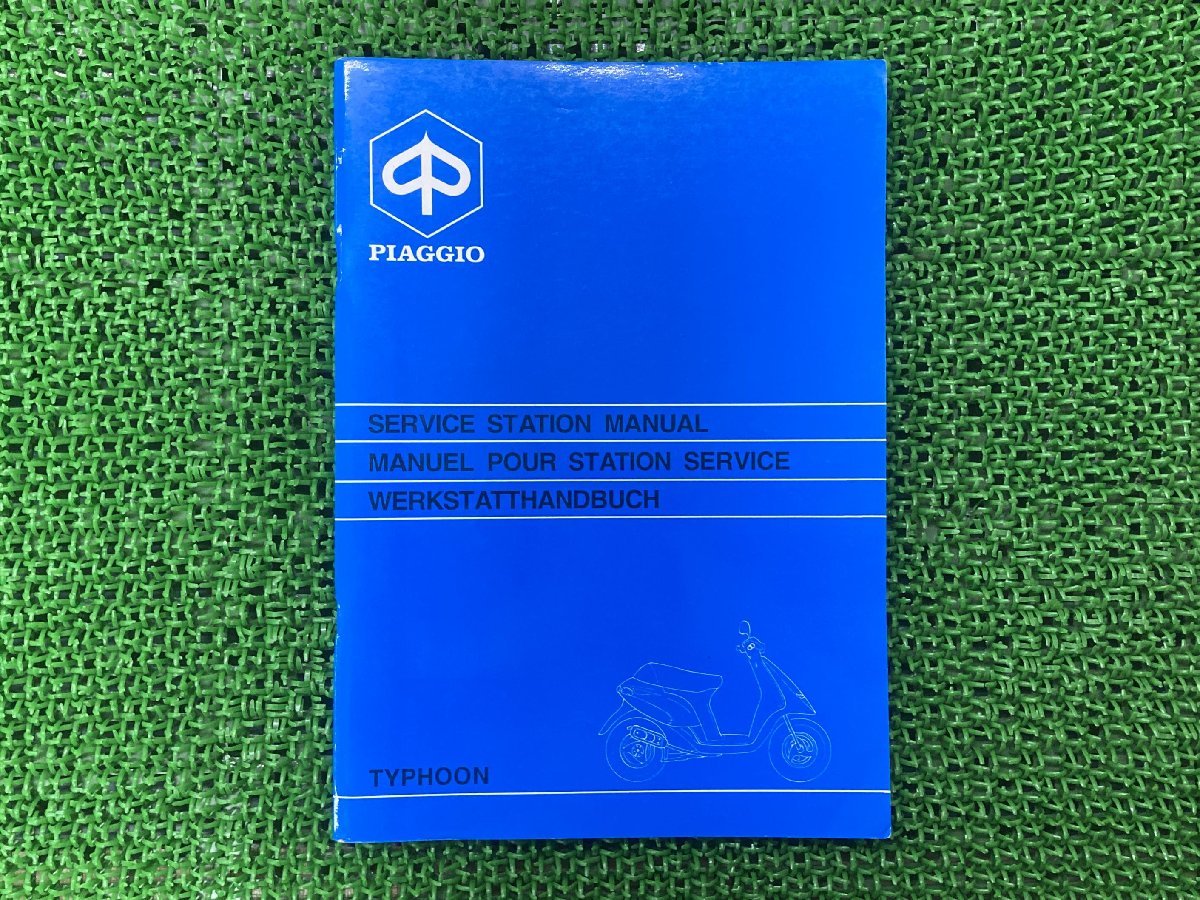 PIAGGIO
SERVICE STATION MANUAL
MANUEL POUR STATION SERVICE
WERKSTATTHANDBUCH
TYPHOON